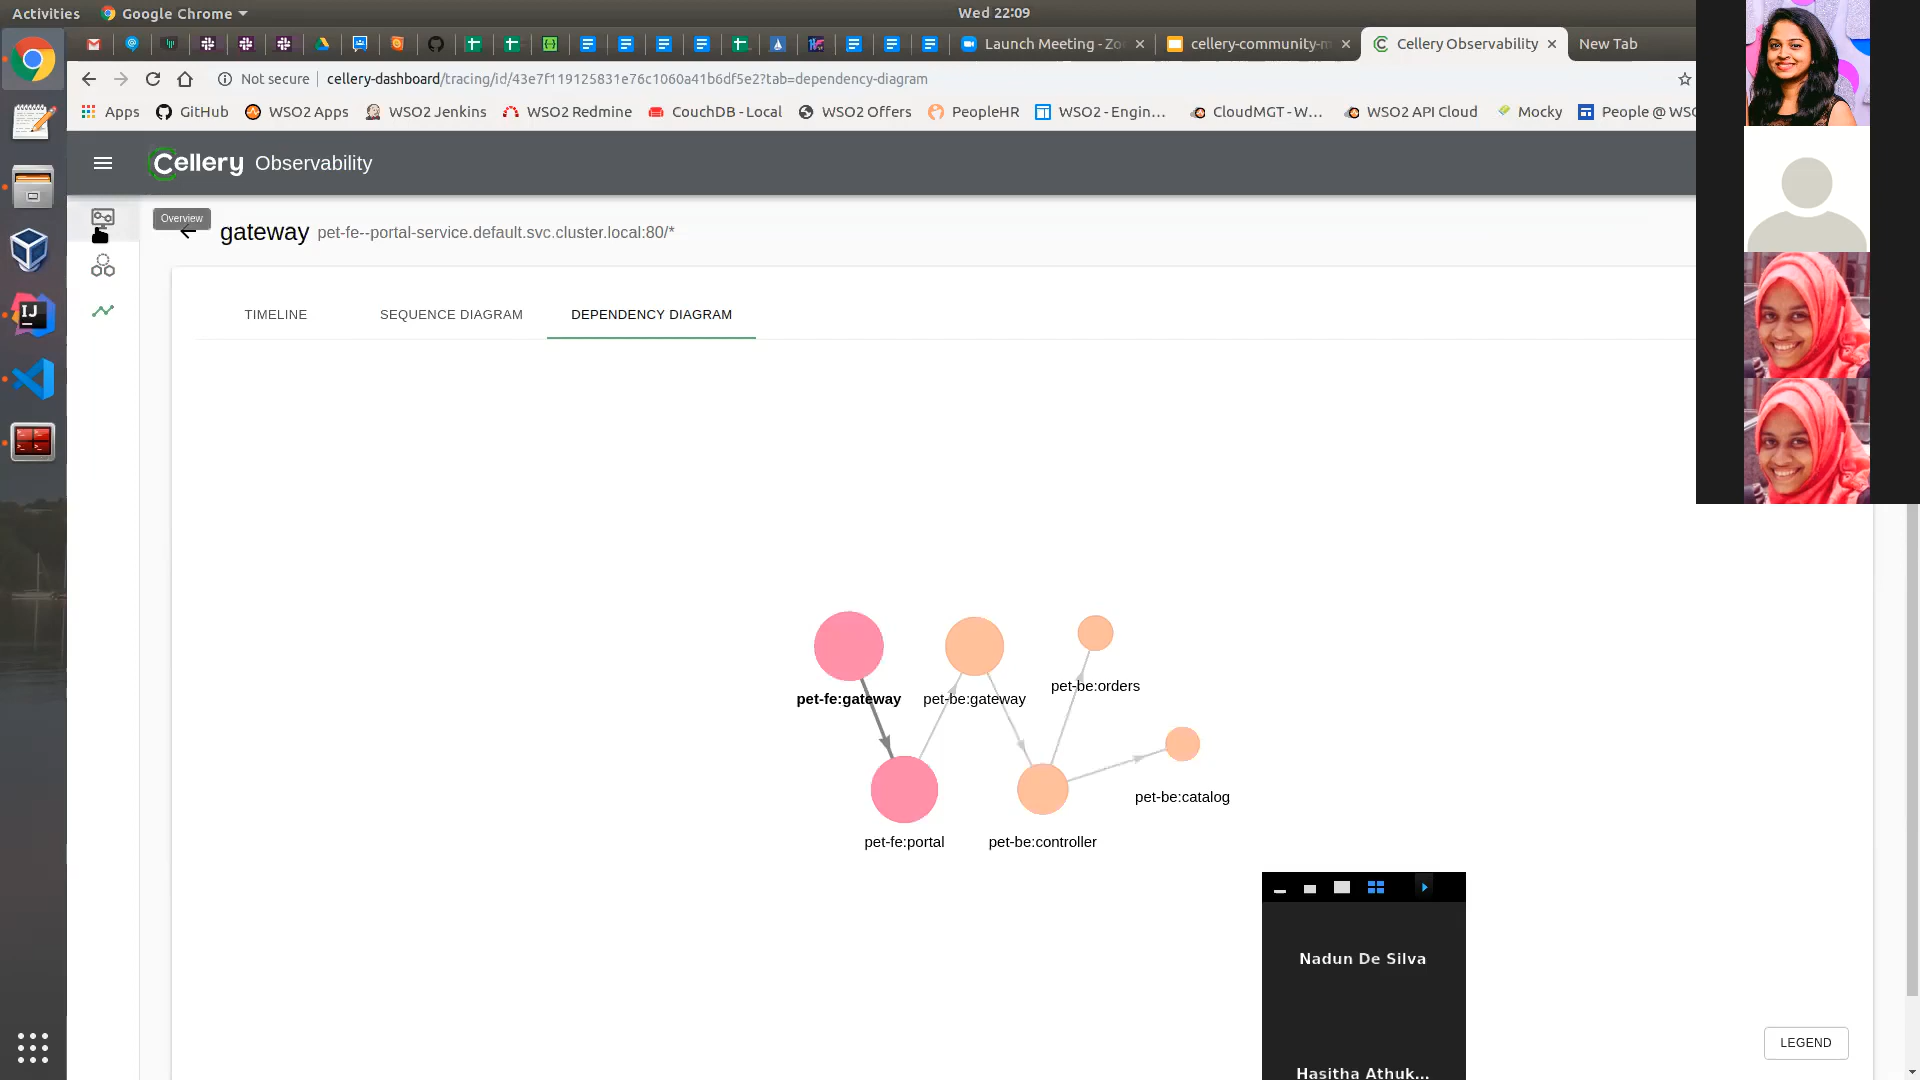 Activities Google Chrome Wed 22:09
Launch Meeting - Zo cellery-community-m Cellery Observability New Tab
Not secure cellery-dashboard/tracing/id/43e7f119125831e76c1060a41b6df5e2?tab=dependency-diagram
Apps GitHub WSO2 Apps WSO2 Jenkins WSO2 Redmine CouchDB - Local WSO2 Offers PeopleHR WSO2 - Engin... CloudMGT - W... WSO2 API Cloud Mocky People @ WSO
Cellery Observability
Overview
gateway pet-fe--portal-service.default.svc.cluster.local:80/*
TIMELINE SEQUENCE DIAGRAM DEPENDENCY DIAGRAM
pet-be:orders
pet-fe:gateway pet-be:gateway
pet-be:catalog
pet-fe:portal pet-be:controller
Nadun De Silva
LEGEND
Hasitha Athuk...